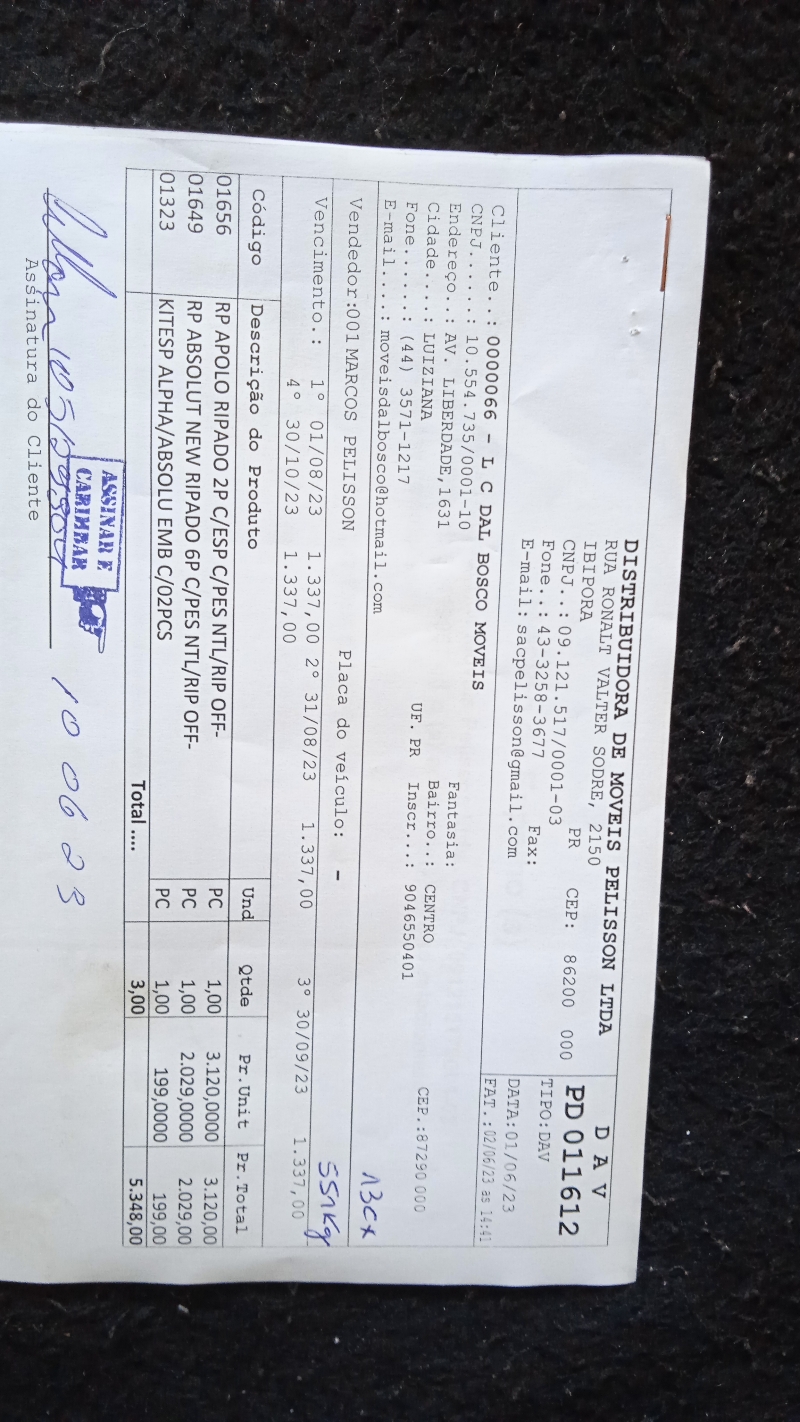 DISTRIBUIDORA DE MOVEIS PELISSON LTDA
RUA RONALT VALTER SODRE, 2150
IBIPORA PR CEP: 86200 000
CNPJ..: 09.121.517/0001-03
Fone..: 43-3258-3677 Fax:
E-mail: sacpelisson@gmail.com
D A V
PD 011612
TIPO:DAV
DATA:01/06/23
FAT.:02/06/23 as 14:41
Cliente..: 0000066 - L C DAL BOSCO MOVEIS
CNPJ......: 10.554.735/0001-10 Fantasia:
Endereço..: AV. LIBERDADE,1631 Bairro..: CENTRO CEP.:87290 000
Cidade....: LUIZIANA UF. PR Inscr...: 9046550401
Fone......: (44) 3571-1217
E-mail....: moveisdalbosco@hotmail.com
13cx
Vendedor:001 MARCOS PELISSON Placa do veículo: -
551Kg
Vencimento.: 1° 01/08/23 1.337,00 2° 31/08/23 1.337,00 3° 30/09/23 1.337,00
4° 30/10/23 1.337,00
Código Descrição do Produto Und Qtde Pr.Unit Pr.Total
01656 RP APOLO RIPADO 2P C/ESP C/PES NTL/RIP OFF- PC 1,00 3.120,0000 3.120,00
01649 RP ABSOLUT NEW RIPADO 6P C/PES NTL/RIP OFF- PC 1,00 2.029,0000 2.029,00
01323 KITESP ALPHA/ABSOLU EMB C/02PCS PC 1,00 199,0000 199,00
Total .... 3,00 5.348,00
ASSINAR E
CARIMBAR
10 06 23
Assinatura do Cliente